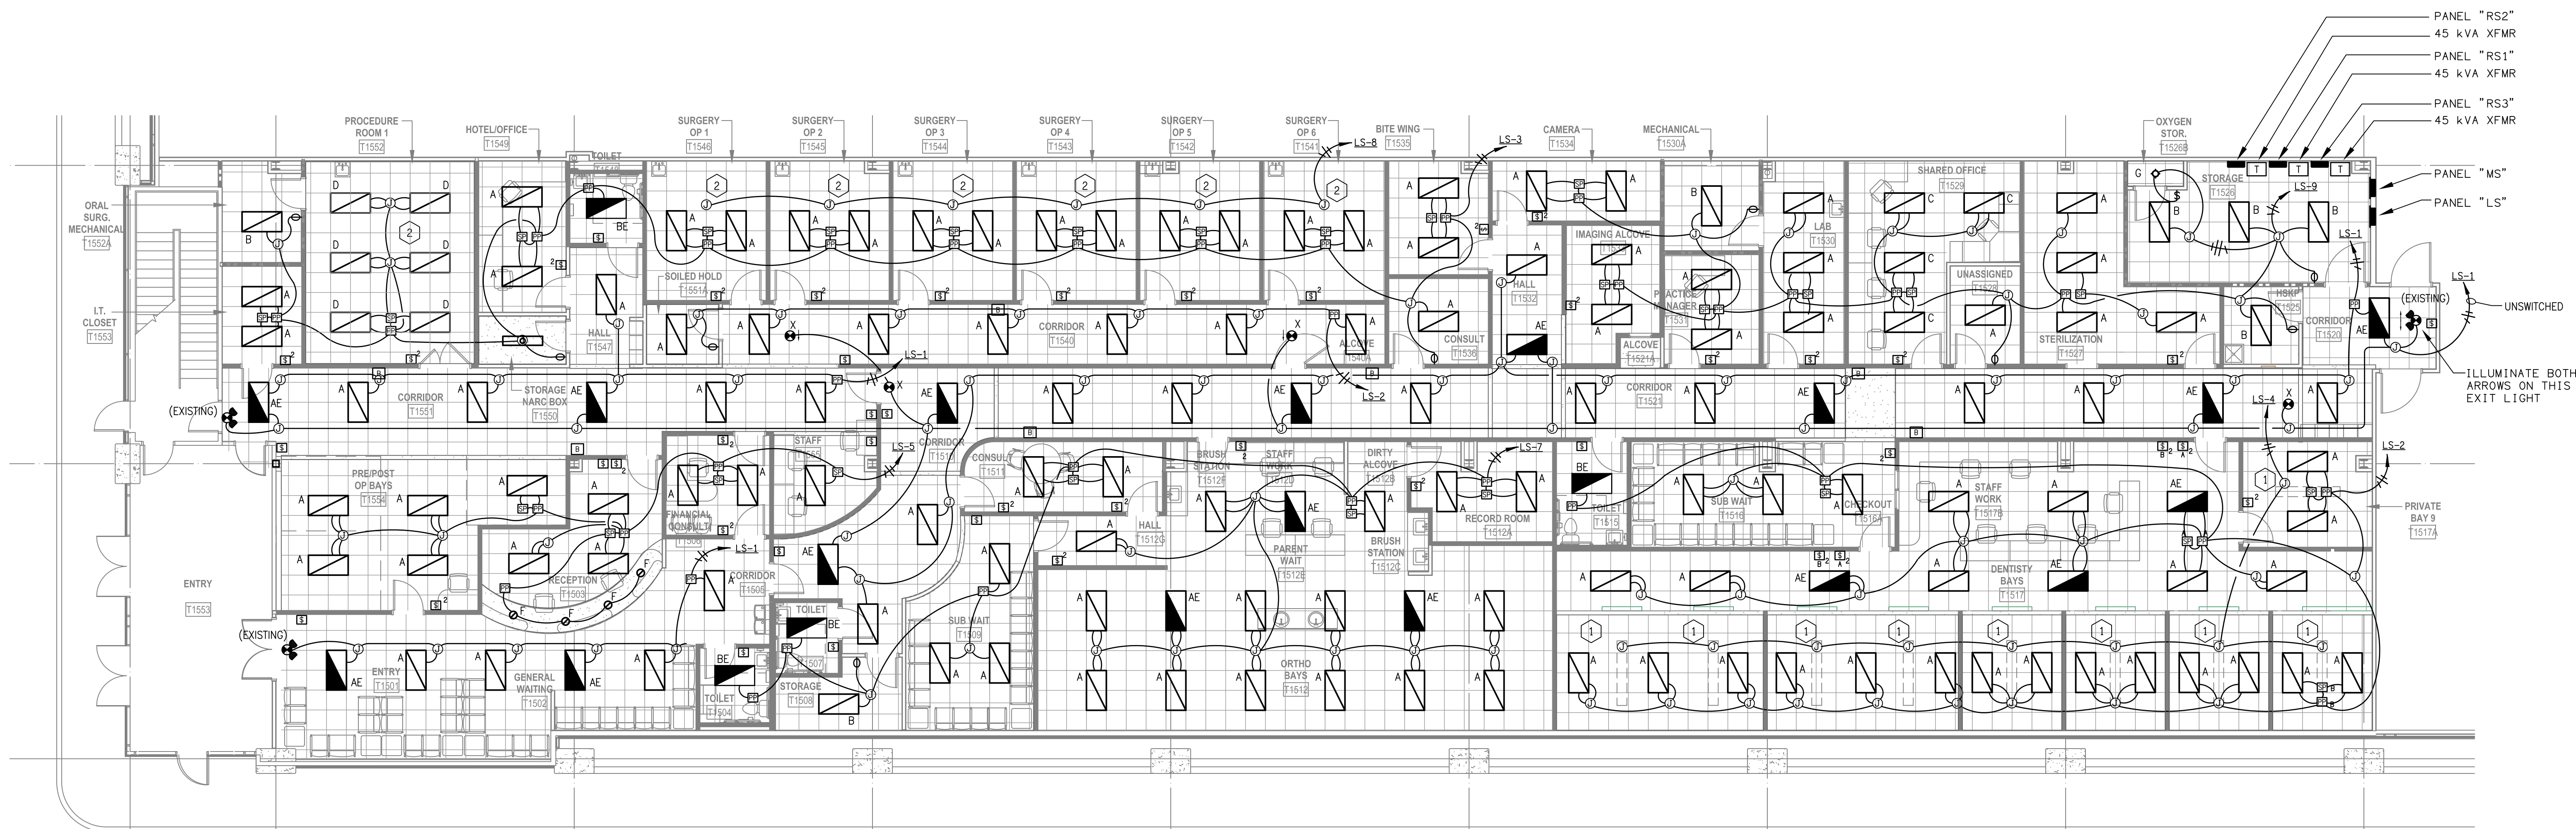 PANEL "RS2"
45 kVA XFMR
PANEL "RS1"
45 kVA XFMR
PANEL "RS3"
45 kVA XFMR
PANEL "MS"
PANEL "LS"
PROCEDURE
ROOM 1
T1552
HOTEL/OFFICE
T1549
TOILET
T1548
SURGERY
OP 1
T1546
SURGERY
OP 2
T1545
SURGERY
OP 3
T1544
SURGERY
OP 4
T1543
SURGERY
OP 5
T1542
SURGERY
OP 6
T1541
LS-8
BITE WING
T1535
LS-3
CAMERA
T1534
MECHANICAL
T1530A
SHARED OFFICE
T1529
OXYGEN
STOR.
T1526B
STORAGE
T1526
LS-9
ORAL
SURG.
MECHANICAL
T1552A
I.T.
CLOSET
T1553
SOILED HOLD
T1551A
HALL
T1547
CORRIDOR
T1540
ALCOVE
T1540A
CONSULT
T1536
HALL
T1532
IMAGING ALCOVE
PRACTICE
MANAGER
T1531
ALCOVE
T1521A
LAB
T1530
UNASSIGNED
T1528
STERILIZATION
T1527
HSKP
T1525
CORRIDOR
T1520
LS-1
LS-1
(EXISTING)
UNSWITCHED
ILLUMINATE BOTH
ARROWS ON THIS
EXIT LIGHT
LS-1
LS-2
(EXISTING)
CORRIDOR
T1551
STORAGE
NARC BOX
T1550
CORRIDOR
T1521
LS-4
LS-2
PRE/POST
OP BAYS
T1554
FINANCIAL
CONSULT
T1506
STAFF
T1555
LS-5
CORRIDOR
T1510
CONSULT
T1511
BRUSH
STATION
T1512F
STAFF
WORK
T1512D
DIRTY
ALCOVE
T1512B
LS-7
RECORD ROOM
T1512A
TOILET
T1515
SUB WAIT
T1516
CHECKOUT
T1516A
STAFF
WORK
T1517B
PRIVATE
BAY 9
T1517A
HALL
T1512G
PARENT
WAIT
T1512E
BRUSH
STATION
T1512C
DENTISTY
BAYS
T1517
ENTRY
T1553
RECEPTION
T1503
LS-1
CORRIDOR
T1505
TOILET
T1507
STORAGE
T1508
SUB WAIT
T1509
ORTHO
BAYS
T1512
(EXISTING)
ENTRY
T1501
GENERAL
WAITING
T1502
TOILET
T1504